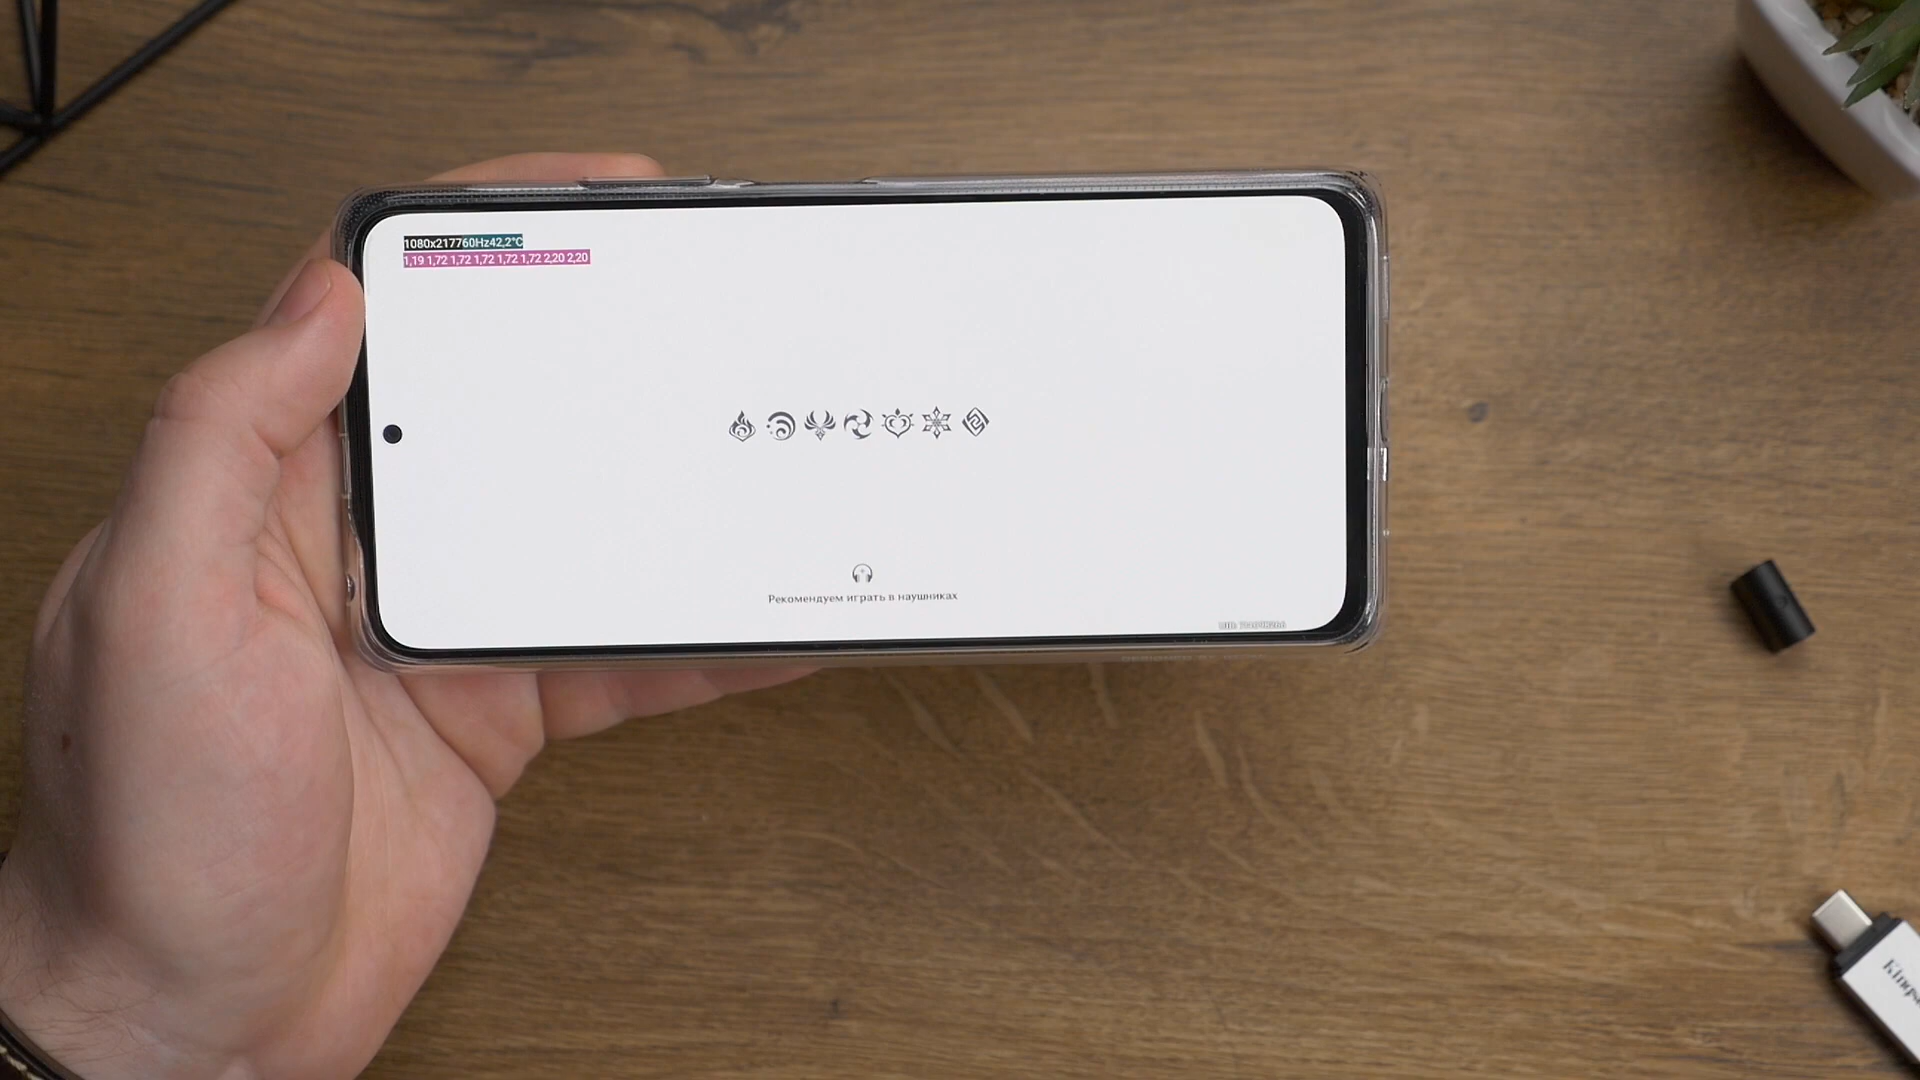 1080x217760Hz42,2°C
1,19 1,72 1,72 1,72 1,72 1,72 2,20 2,20
Рекомендуем играть в наушниках